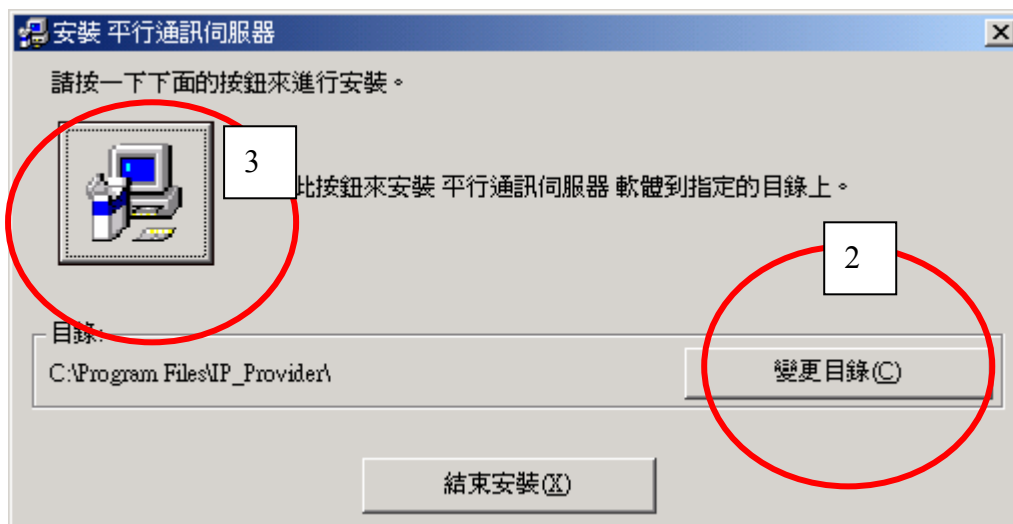 安裝 平行通訊伺服器
請按一下下面的按鈕來進行安裝。
3
此按鈕來安裝 平行通訊伺服器 軟體到指定的目錄上。
2
目錄:
C:\Program Files\IP_Provider\
變更目錄(C)
結束安裝(X)